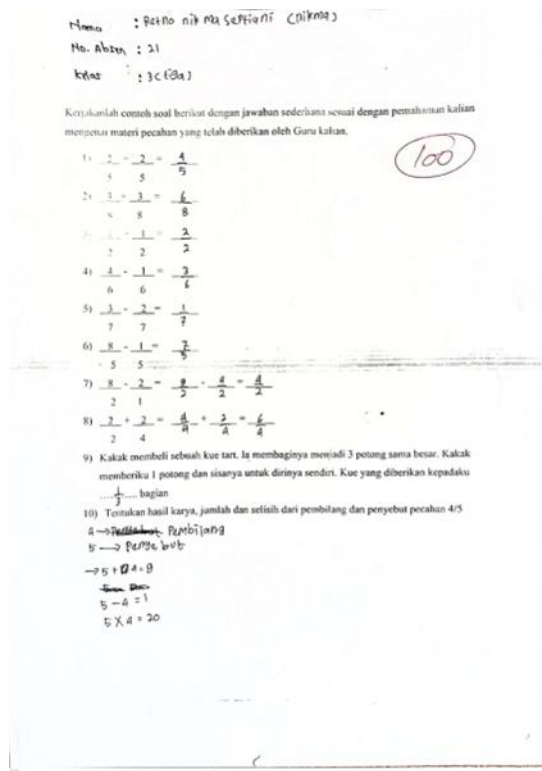 Nama : Retno nik Ma Septiani (nikma)
No. Absen : 21
kelas : 3C (
Kerjakanlah contoh soal berikut dengan jawaban sederhana sesuai dengan pemahaman kalian
mengenai materi pecahan yang telah diberikan oleh Guru kalian.
100
2 2 = 4
5 5 5
3 3 = 6
8 8
1 = 2
2 2 2
4) 4 - 1 = 3
6 6 6
5) 3 - 2 = 1
7 7 7
6) 8 - 1 = 7
5 5 5
7) 8 - 2 = 8 - 4 = 4
2 1 2 2 2
8) 2 + 2 = 4 + 2 = 6
2 4 4 4 4
9) Kakak membeli sebuah kue tart. Ia membaginya menjadi 3 potong sama besar. Kakak
memberiku 1 potong dan sisanya untuk dirinya sendiri. Kue yang diberikan kepadaku
.....1/3..... bagian
10) Tentukan hasil karya, jumlah dan selisih dari pembilang dan penyebut pecahan 4/5
4 → Pembilang
5 → Penyebut
→ 5 + 4 = 9
5 - 4 = 1
5 X 4 = 20